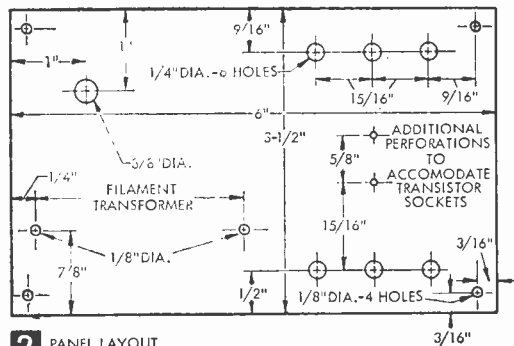 9/16"
1"
1"
1/4" DIA.-6 HOLES
15/16"
9/16"
6"
3-1/2"
3/8" DIA.
5/8"
ADDITIONAL
PERFORATIONS
TO
ACCOMODATE
TRANSISTOR
SOCKETS
1/4"
FILAMENT
TRANSFORMER
15/16"
1/8" DIA.
7/8"
1/2"
1/8" DIA.-4 HOLES
3/16"
3/16"
2 PANEL LAYOUT